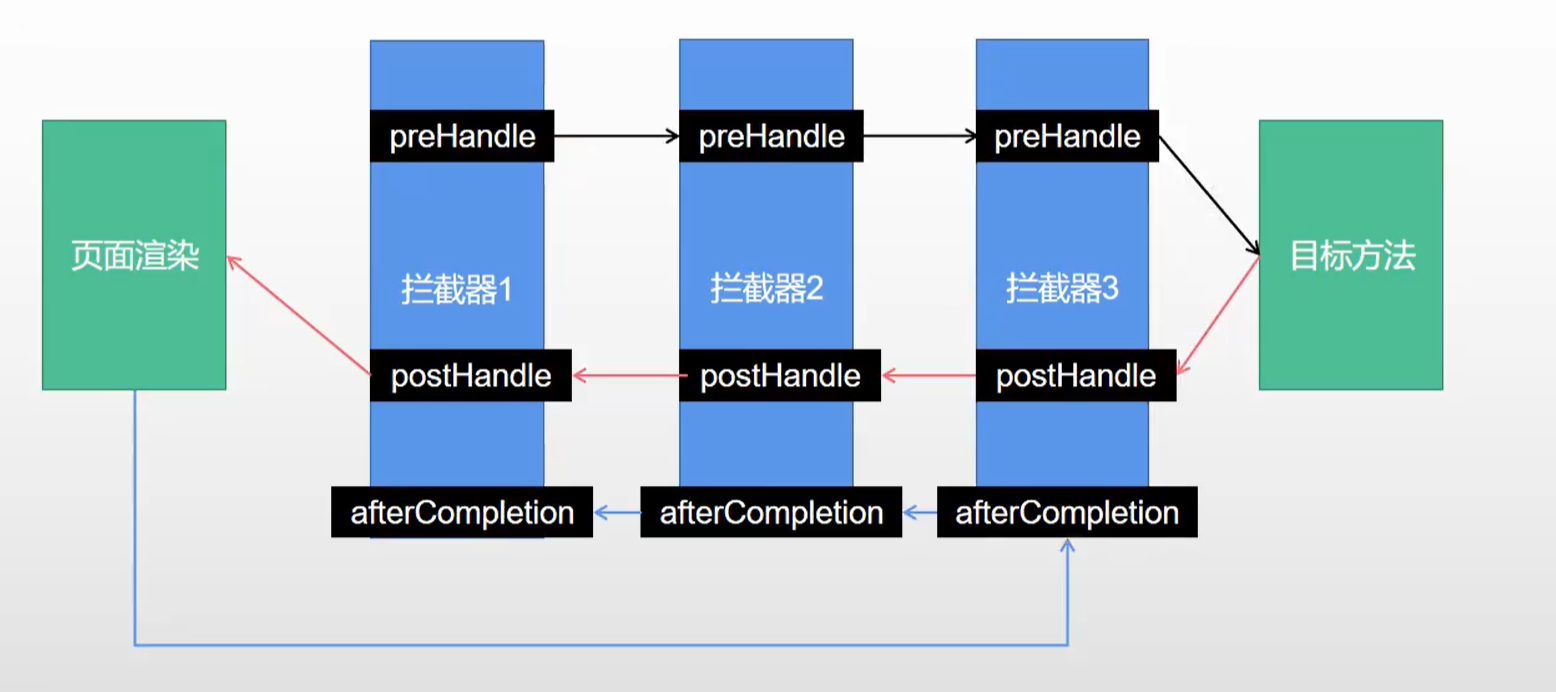 preHandle
preHandle
preHandle
页面渲染
拦截器1
拦截器2
拦截器3
目标方法
postHandle
postHandle
postHandle
afterCompletion
afterCompletion
afterCompletion